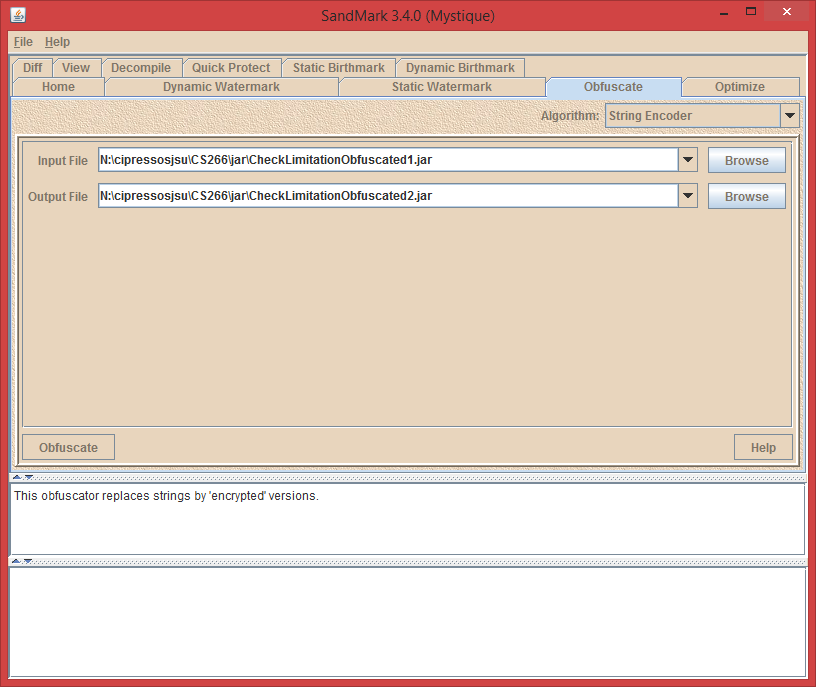 SandMark 3.4.0 (Mystique)
File Help
Diff View Decompile Quick Protect Static Birthmark Dynamic Birthmark
Home Dynamic Watermark Static Watermark Obfuscate Optimize
Algorithm: String Encoder
Input File N:\cipressosjsu\CS266\jar\CheckLimitationObfuscated1.jar Browse
Output File N:\cipressosjsu\CS266\jar\CheckLimitationObfuscated2.jar Browse
Obfuscate Help
This obfuscator replaces strings by 'encrypted' versions.